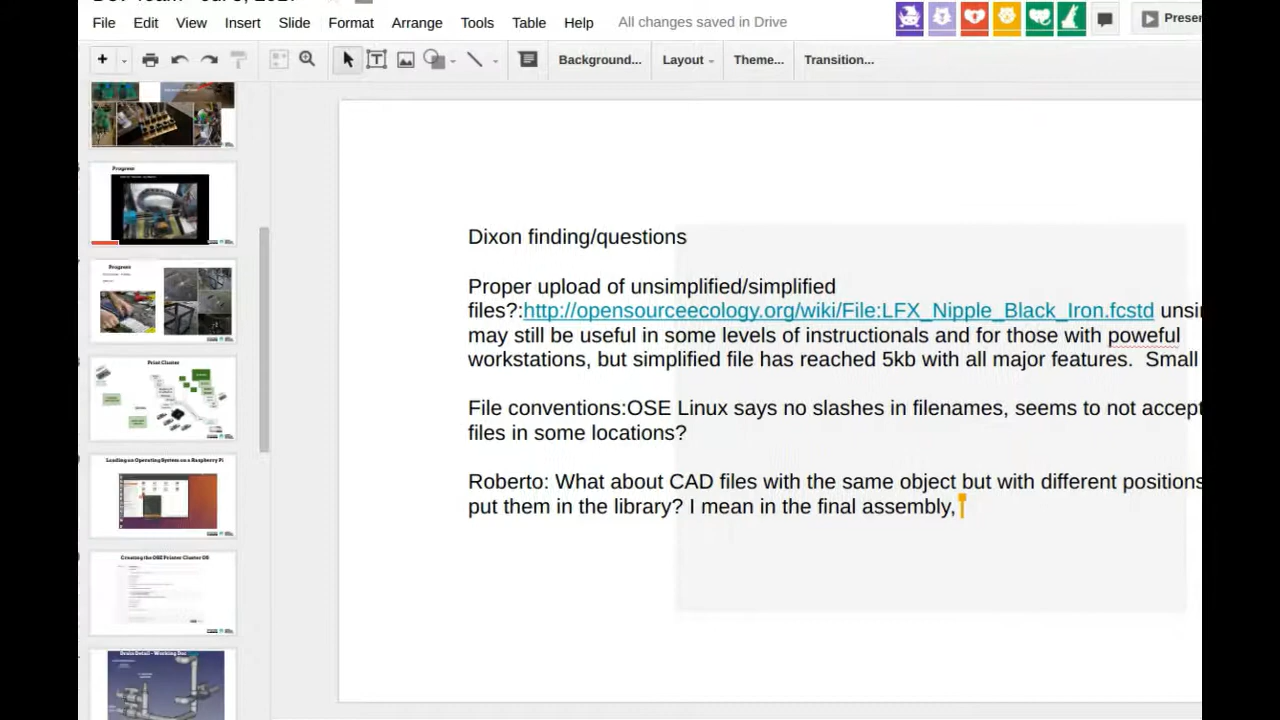 File Edit View Insert Slide Format Arrange Tools Table Help All changes saved in Drive
Background... Layout Theme... Transition...
Progress
Progress
Print Cluster
Loading an Operating System on a Raspberry Pi
Creating the OSE Printer Cluster OS
Drain Detail - Working Doc
Dixon finding/questions
Proper upload of unsimplified/simplified
files?:http://opensourceecology.org/wiki/File:LFX_Nipple_Black_Iron.fcstd
may still be useful in some levels of instructionals and for those with poweful
workstations, but simplified file has reached 5kb with all major features. Small
File conventions:OSE Linux says no slashes in filenames, seems to not accept
files in some locations?
Roberto: What about CAD files with the same object but with different positions
put them in the library? I mean in the final assembly,